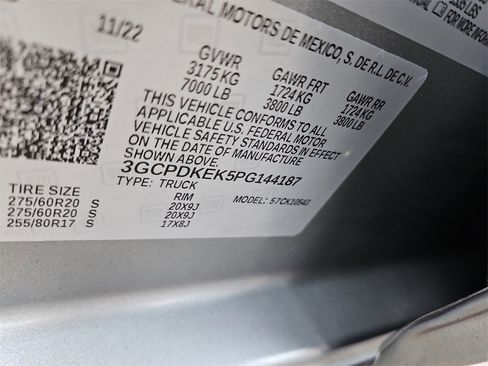 GENERAL MOTORS DE MEXICO, S. DE R.L. DE C.V.
11/22
GVWR GAWR FRT GAWR RR
3175 KG 1724 KG 1724 KG
7000 LB 3800 LB 3800 LB
THIS VEHICLE CONFORMS TO ALL
APPLICABLE U.S. FEDERAL MOTOR
VEHICLE SAFETY STANDARDS IN EFFECT
ON THE DATE OF MANUFACTURE
SHOWN ABOVE.
3GCPDKEK5PG144187
TYPE: TRUCK MODEL:
TIRE SIZE RIM
275/60R20 S 20X9J
275/60R20 S 20X9J
255/80R17 S 17X8J